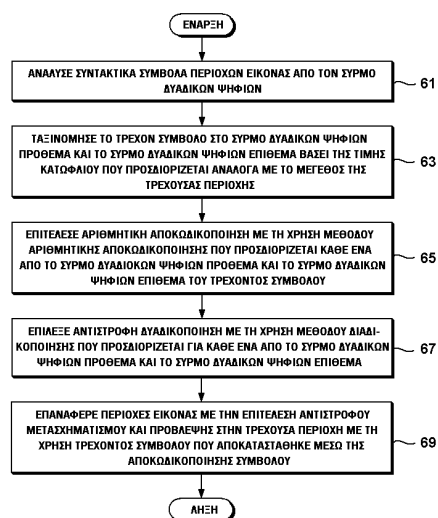 ΕΝΑΡΞΗ
ΑΝΑΛΥΣΕ ΣΥΝΤΑΚΤΙΚΑ ΣΥΜΒΟΛΑ ΠΕΡΙΟΧΩΝ ΕΙΚΟΝΑΣ ΑΠΟ ΤΟΝ ΣΥΡΜΟ
ΔΥΑΔΙΚΩΝ ΨΗΦΙΩΝ
61
ΤΑΞΙΝΟΜΗΣΕ ΤΟ ΤΡΕΧΟΝ ΣΥΜΒΟΛΟ ΣΤΟ ΣΥΡΜΟ ΔΥΑΔΙΚΩΝ ΨΗΦΙΩΝ
ΠΡΟΘΕΜΑ ΚΑΙ ΤΟ ΣΥΡΜΟ ΔΥΑΔΙΚΩΝ ΨΗΦΙΩΝ ΕΠΙΘΕΜΑ ΒΑΣΕΙ ΤΗΣ ΤΙΜΗΣ
ΚΑΤΩΦΛΙΟΥ ΠΟΥ ΠΡΟΣΔΙΟΡΙΖΕΤΑΙ ΑΝΑΛΟΓΑ ΜΕ ΤΟ ΜΕΓΕΘΟΣ ΤΗΣ
ΤΡΕΧΟΥΣΑΣ ΠΕΡΙΟΧΗΣ
63
ΕΠΙΤΕΛΕΣΕ ΑΡΙΘΜΗΤΙΚΗ ΑΠΟΚΩΔΙΚΟΠΟΙΗΣΗ ΜΕ ΤΗ ΧΡΗΣΗ ΜΕΘΟΔΟΥ
ΑΡΙΘΜΗΤΙΚΗΣ ΑΠΟΚΩΔΙΚΟΠΟΙΗΣΗΣ ΠΟΥ ΠΡΟΣΔΙΟΡΙΖΕΤΑΙ ΚΑΘΕ ΕΝΑ
ΑΠΟ ΤΟ ΣΥΡΜΟ ΔΥΑΔΙΟΚΩΝ ΨΗΦΙΩΝ ΠΡΟΘΕΜΑ ΚΑΙ ΤΟ ΣΥΡΜΟ ΔΥΑΔΙΚΩΝ
ΨΗΦΙΩΝ ΕΠΙΘΕΜΑ ΤΟΥ ΤΡΕΧΟΝΤΟΣ ΣΥΜΒΟΛΟΥ
65
ΕΠΙΛΕΞΕ ΑΝΤΙΣΤΡΟΦΗ ΔΥΑΔΙΚΟΠΟΙΗΣΗ ΜΕ ΤΗ ΧΡΗΣΗ ΜΕΘΟΔΟΥ ΔΙΑΔΙ-
ΚΟΠΟΙΗΣΗΣ ΠΟΥ ΠΡΟΣΔΙΟΡΙΖΕΤΑΙ ΓΙΑ ΚΑΘΕ ΕΝΑ ΑΠΟ ΤΟ ΣΥΡΜΟ ΔΥΑΔΙΚΩΝ
ΨΗΦΙΩΝ ΠΡΟΘΕΜΑ ΚΑΙ ΤΟ ΣΥΡΜΟ ΔΥΑΔΙΚΩΝ ΨΗΦΙΩΝ ΕΠΙΘΕΜΑ
67
ΕΠΑΝΑΦΕΡΕ ΠΕΡΙΟΧΕΣ ΕΙΚΟΝΑΣ ΜΕ ΤΗΝ ΕΠΙΤΕΛΕΣΗ ΑΝΤΙΣΤΡΟΦΟΥ
ΜΕΤΑΣΧΗΜΑΤΙΣΜΟΥ ΚΑΙ ΠΡΟΒΛΕΨΗΣ ΣΤΗΝ ΤΡΕΧΟΥΣΑ ΠΕΡΙΟΧΗ ΜΕ ΤΗ
ΧΡΗΣΗ ΤΡΕΧΟΝΤΟΣ ΣΥΜΒΟΛΟΥ ΠΟΥ ΑΠΟΚΑΤΑΣΤΑΘΗΚΕ ΜΕΣΩ ΤΗΣ
ΑΠΟΚΩΔΙΚΟΠΟΙΗΣΗΣ ΣΥΜΒΟΛΟΥ
69
ΛΗΞΗ